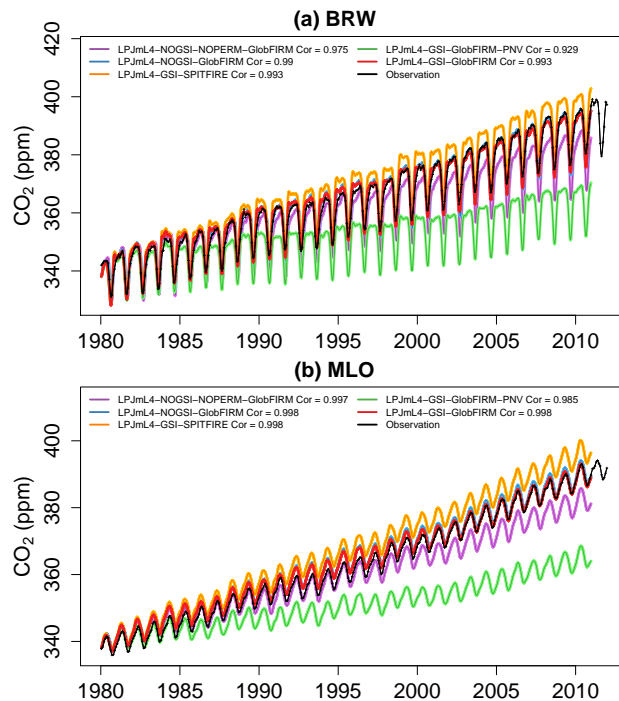 (a) BRW
LPJmL4−NOGSI−NOPERM−GlobFIRM Cor = 0.975
LPJmL4−GSI−GlobFIRM−PNV Cor = 0.929
LPJmL4−NOGSI−GlobFIRM Cor = 0.99
LPJmL4−GSI−GlobFIRM Cor = 0.993
LPJmL4−GSI−SPITFIRE Cor = 0.993
Observation
CO₂ (ppm)
420
400
380
360
340
1980 1985 1990 1995 2000 2005 2010
(b) MLO
LPJmL4−NOGSI−NOPERM−GlobFIRM Cor = 0.997
LPJmL4−GSI−GlobFIRM−PNV Cor = 0.985
LPJmL4−NOGSI−GlobFIRM Cor = 0.998
LPJmL4−GSI−GlobFIRM Cor = 0.998
LPJmL4−GSI−SPITFIRE Cor = 0.998
Observation
CO₂ (ppm)
400
380
360
340
1980 1985 1990 1995 2000 2005 2010